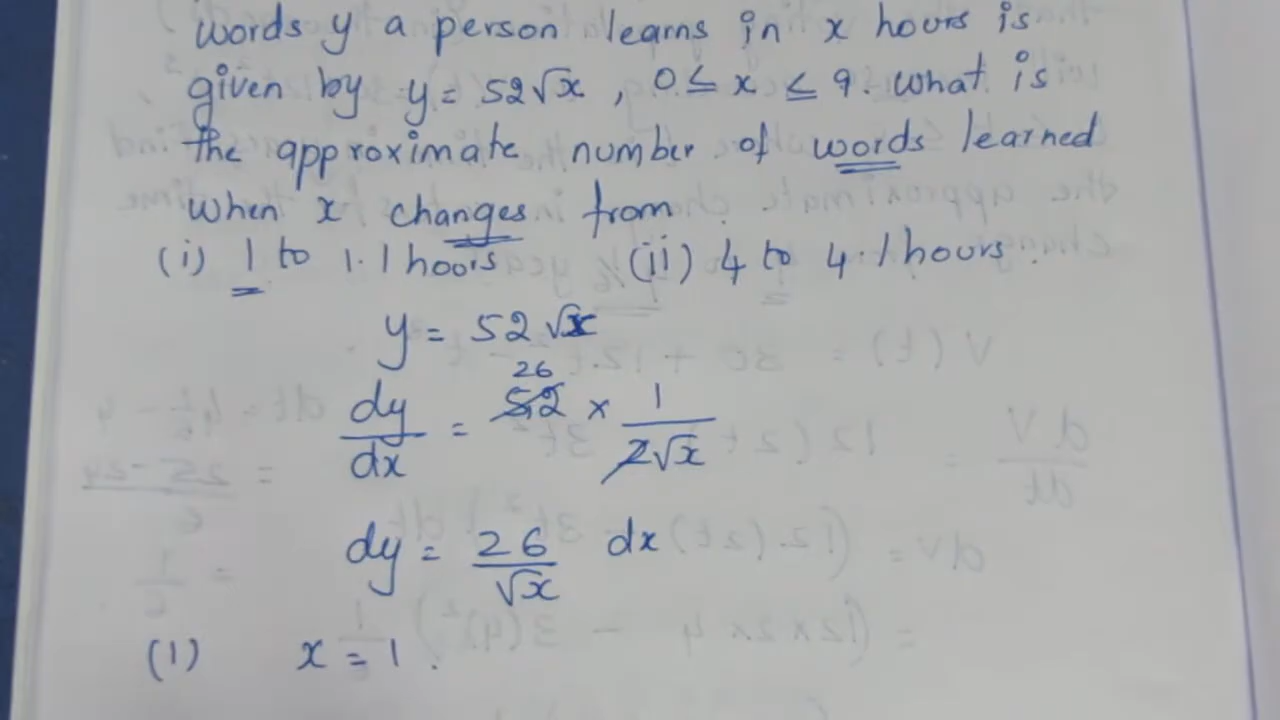 words y a person learns in x hours is
given by y = 52√x , 0 ≤ x ≤ 9. what is
the approximate number of words learned
when x changes from
(i) 1 to 1.1 hours (ii) 4 to 4.1 hours.
y = 52√x
26
dy/dx = 52 × 1/2√x
dy = 26/√x dx
(1) x = 1.